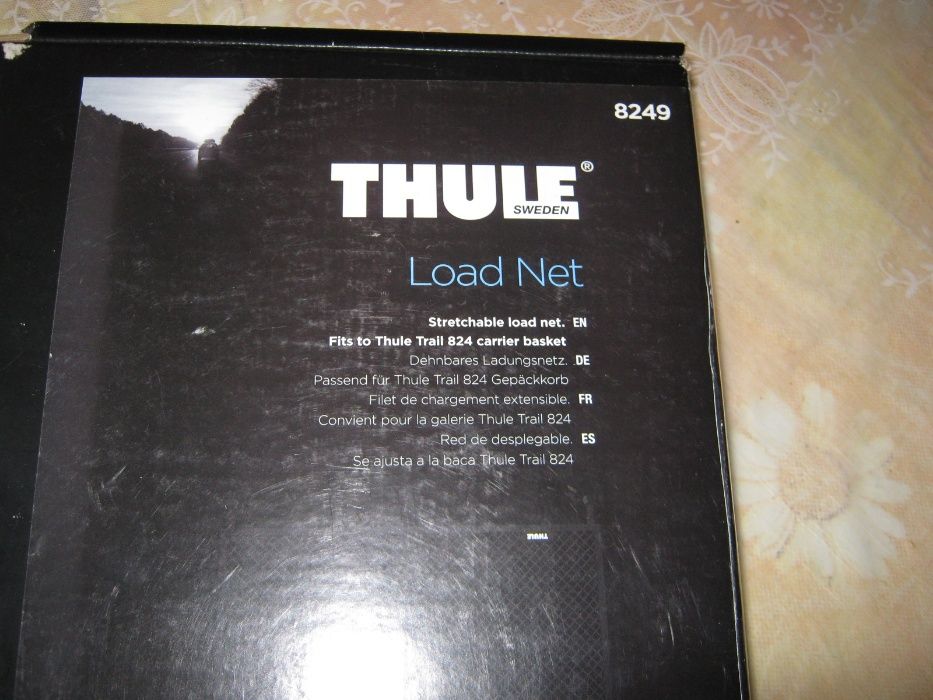 8249
THULE®
SWEDEN
Load Net
Stretchable load net. EN
Fits to Thule Trail 824 carrier basket
Dehnbares Ladungsnetz. DE
Passend für Thule Trail 824 Gepäckkorb
Filet de chargement extensible. FR
Convient pour la galerie Thule Trail 824
Red de desplegable. ES
Se ajusta a la baca Thule Trail 824
THULE